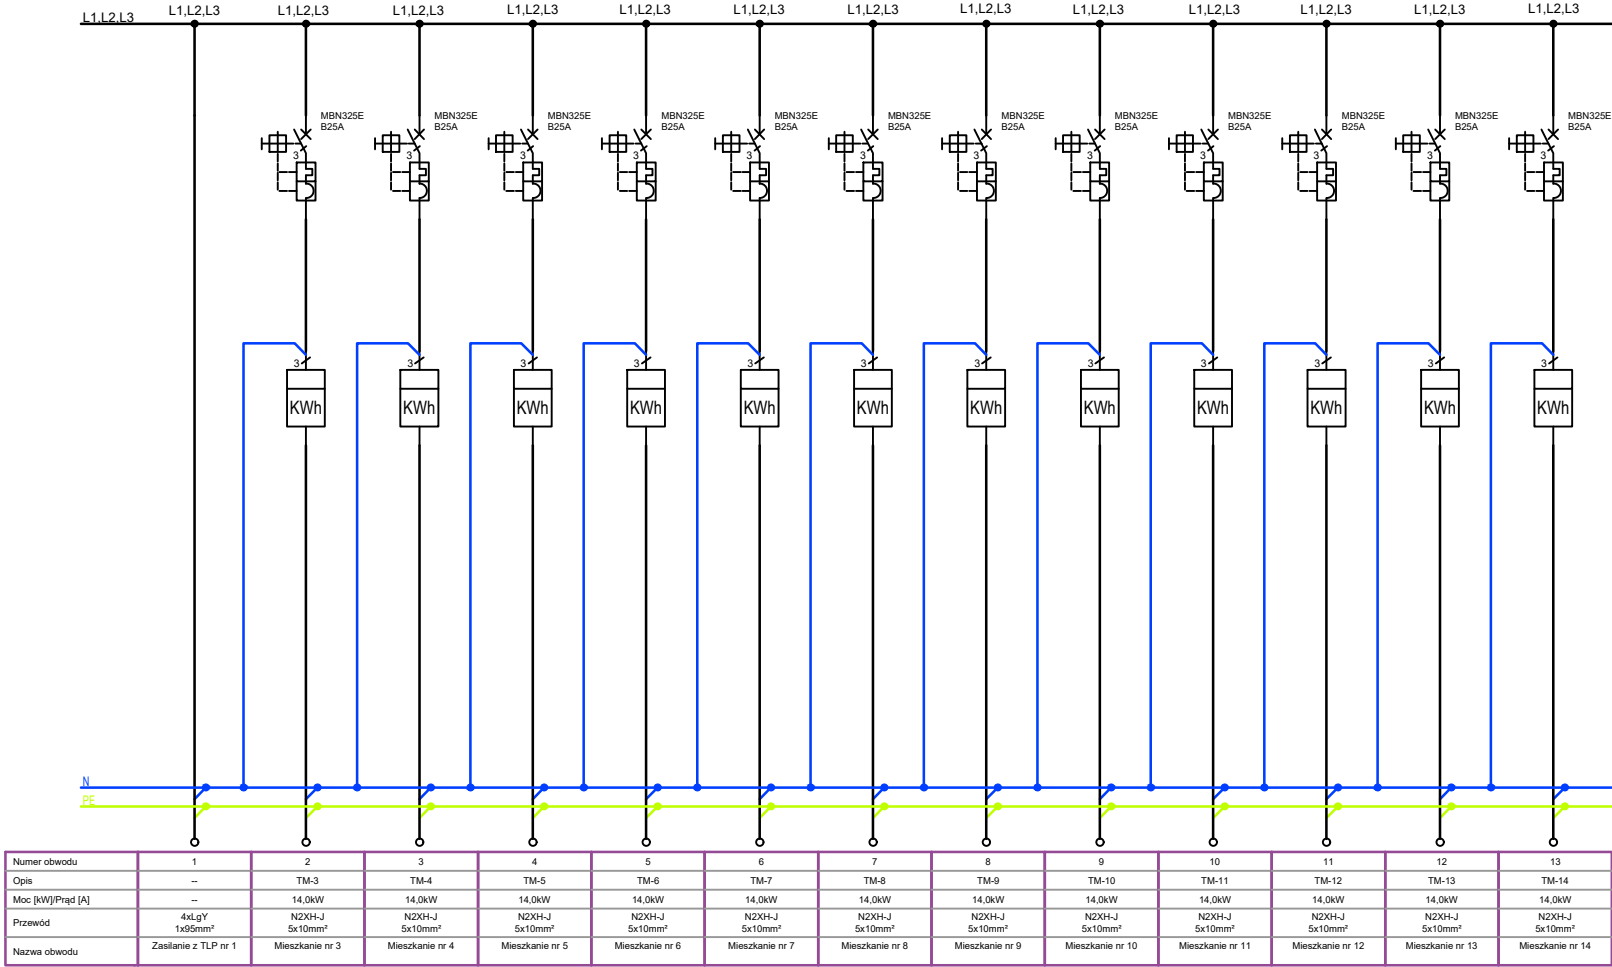 L1,L2,L3 L1,L2,L3 L1,L2,L3 L1,L2,L3 L1,L2,L3 L1,L2,L3 L1,L2,L3 L1,L2,L3 L1,L2,L3 L1,L2,L3 L1,L2,L3 L1,L2,L3 L1,L2,L3 L1,L2,L3
MBN325E MBN325E MBN325E MBN325E MBN325E MBN325E MBN325E MBN325E MBN325E MBN325E MBN325E MBN325E
B25A B25A B25A B25A B25A B25A B25A B25A B25A B25A B25A B25A
3 3 3 3 3 3 3 3 3 3 3 3
3 3 3 3 3 3 3 3 3 3 3 3
KWh KWh KWh KWh KWh KWh KWh KWh KWh KWh KWh KWh
N
PE
Numer obwodu 1 2 3 4 5 6 7 8 9 10 11 12 13
Opis -- TM-3 TM-4 TM-5 TM-6 TM-7 TM-8 TM-9 TM-10 TM-11 TM-12 TM-13 TM-14
Moc [kW]/Prąd [A] -- 14,0kW 14,0kW 14,0kW 14,0kW 14,0kW 14,0kW 14,0kW 14,0kW 14,0kW 14,0kW 14,0kW 14,0kW
Przewód 4xLgY N2XH-J N2XH-J N2XH-J N2XH-J N2XH-J N2XH-J N2XH-J N2XH-J N2XH-J N2XH-J N2XH-J N2XH-J
1x95mm² 5x10mm² 5x10mm² 5x10mm² 5x10mm² 5x10mm² 5x10mm² 5x10mm² 5x10mm² 5x10mm² 5x10mm² 5x10mm² 5x10mm²
Nazwa obwodu Zasilanie z TLP nr 1 Mieszkanie nr 3 Mieszkanie nr 4 Mieszkanie nr 5 Mieszkanie nr 6 Mieszkanie nr 7 Mieszkanie nr 8 Mieszkanie nr 9 Mieszkanie nr 10 Mieszkanie nr 11 Mieszkanie nr 12 Mieszkanie nr 13 Mieszkanie nr 14